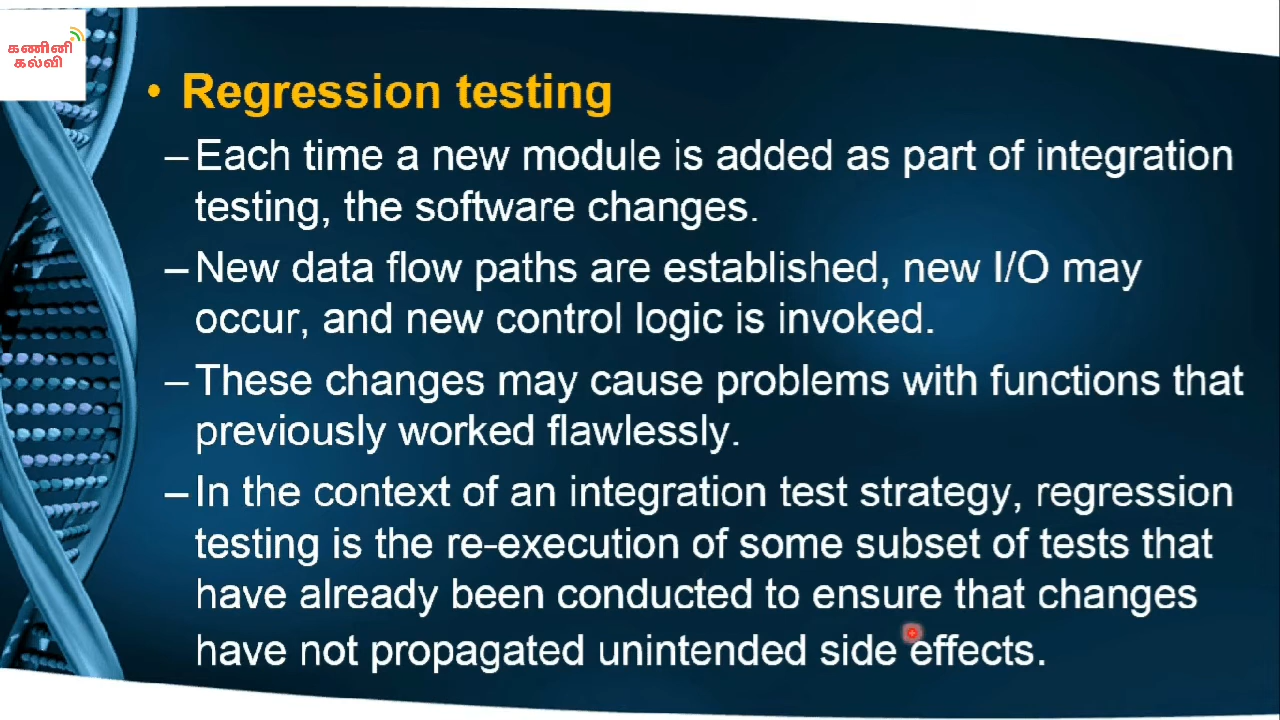 கணினி
கல்வி
• Regression testing
– Each time a new module is added as part of integration
testing, the software changes.
– New data flow paths are established, new I/O may
occur, and new control logic is invoked.
– These changes may cause problems with functions that
previously worked flawlessly.
– In the context of an integration test strategy, regression
testing is the re-execution of some subset of tests that
have already been conducted to ensure that changes
have not propagated unintended side effects.